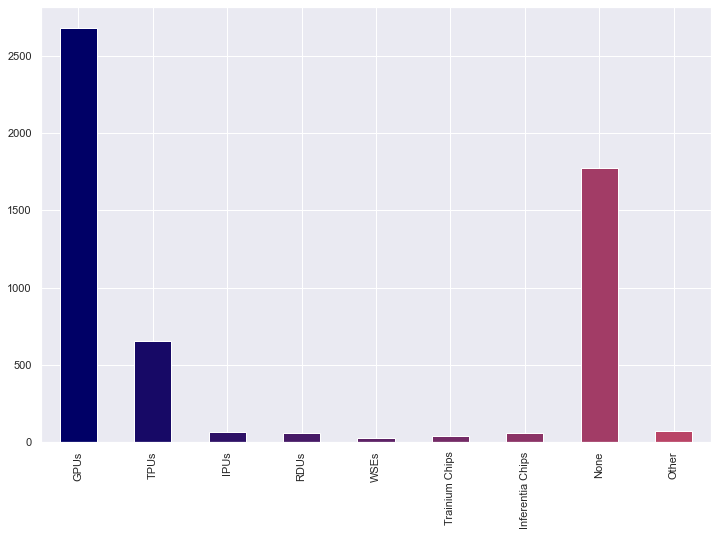 2500
2000
1500
1000
500
0
GPUs
TPUs
IPUs
RDUs
WSEs
Trainium Chips
Inferentia Chips
None
Other